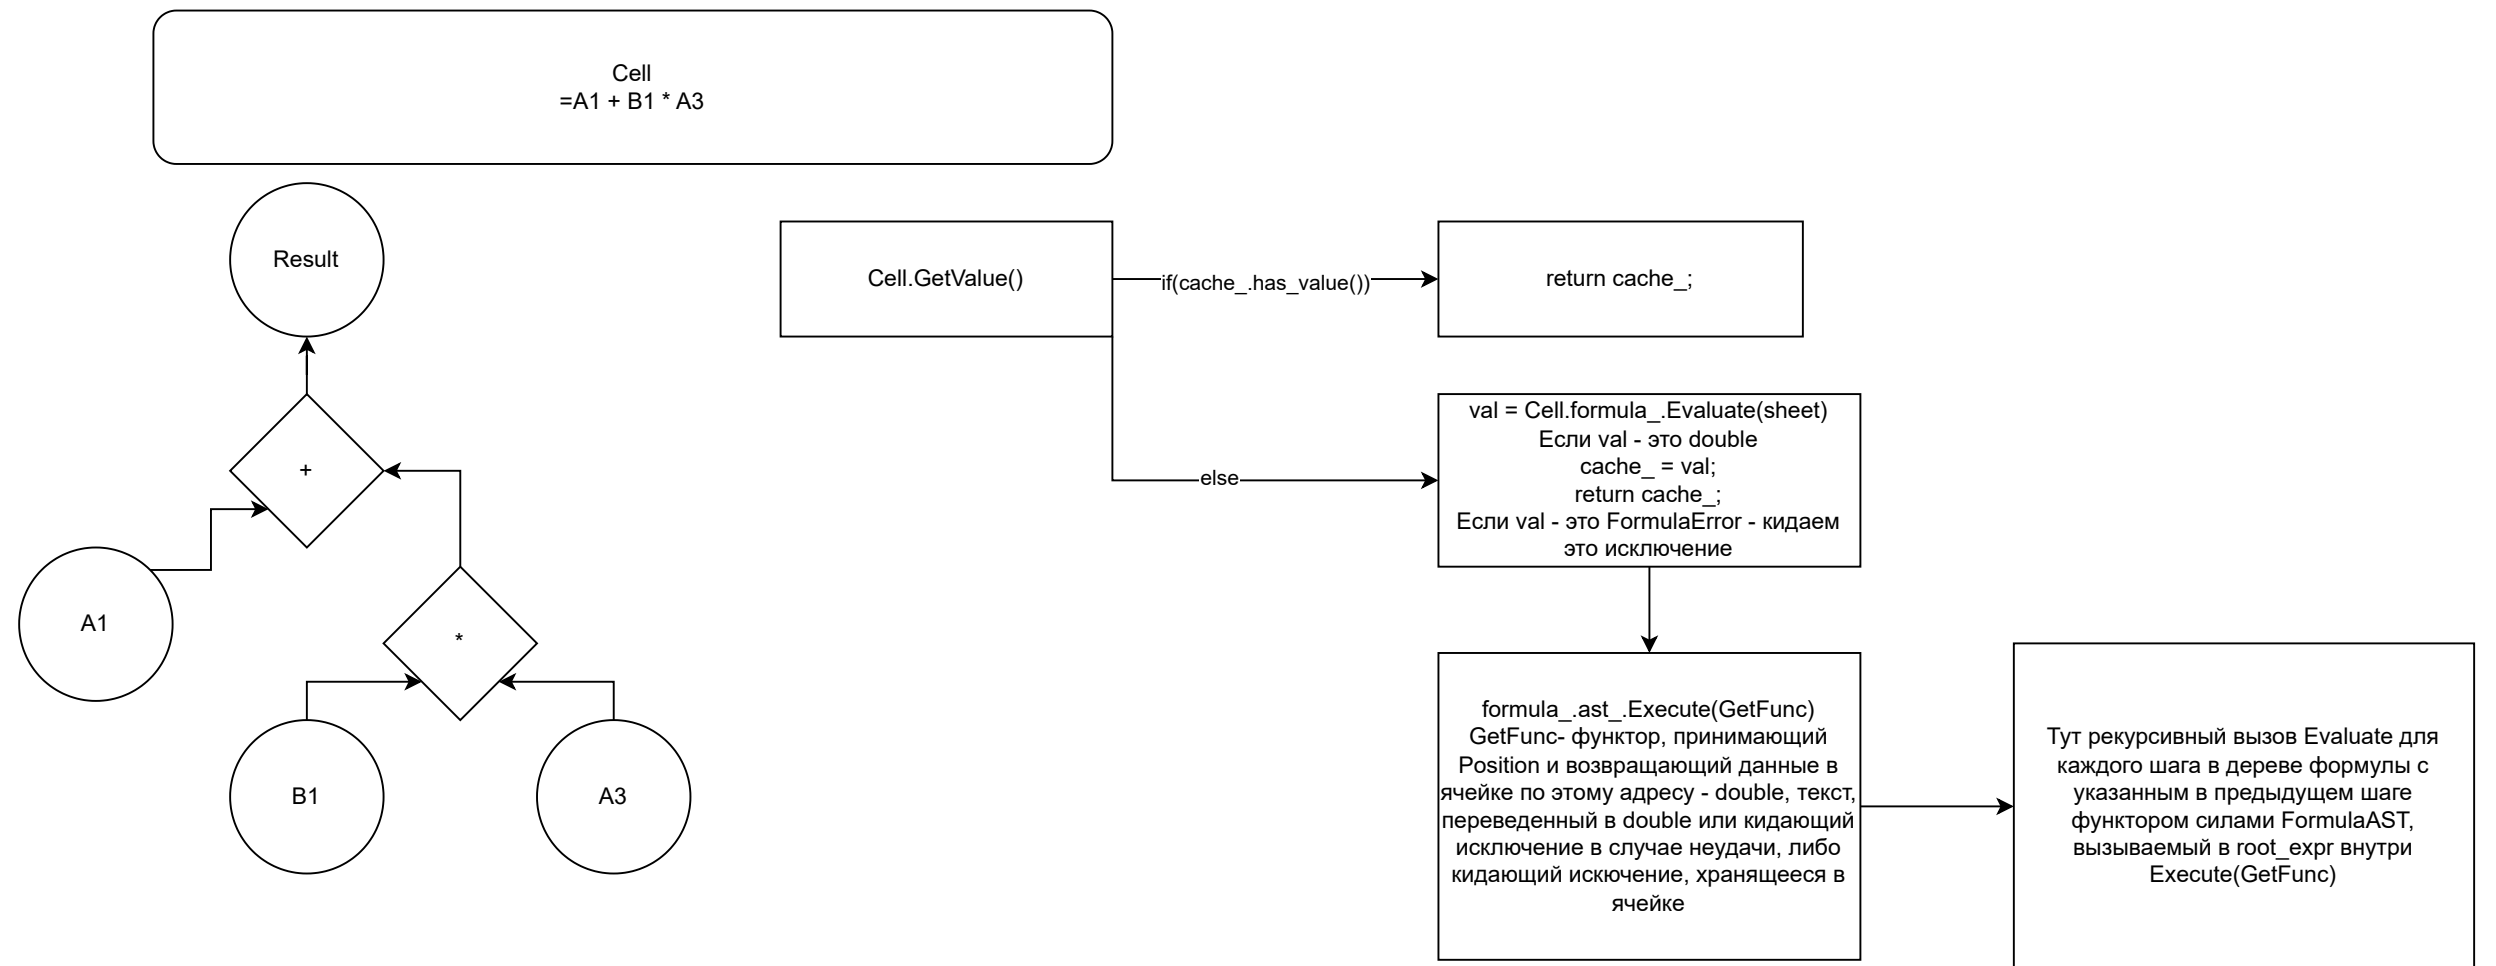 Cell
=A1 + B1 * A3
Result
Cell.GetValue()
if(cache_.has_value())
return cache_;
+
else
val = Cell.formula_.Evaluate(sheet)
Если val - это double
cache_ = val;
return cache_;
Если val - это FormulaError - кидаем
это исключение
A1
*
B1
A3
formula_.ast_.Execute(GetFunc)
GetFunc- функтор, принимающий
Position и возвращающий данные в
ячейке по этому адресу - double, текст,
переведенный в double или кидающий
исключение в случае неудачи, либо
кидающий искючение, хранящееся в
ячейке
Тут рекурсивный вызов Evaluate для
каждого шага в дереве формулы с
указанным в предыдущем шаге
функтором силами FormulaAST,
вызываемый в root_expr внутри
Execute(GetFunc)